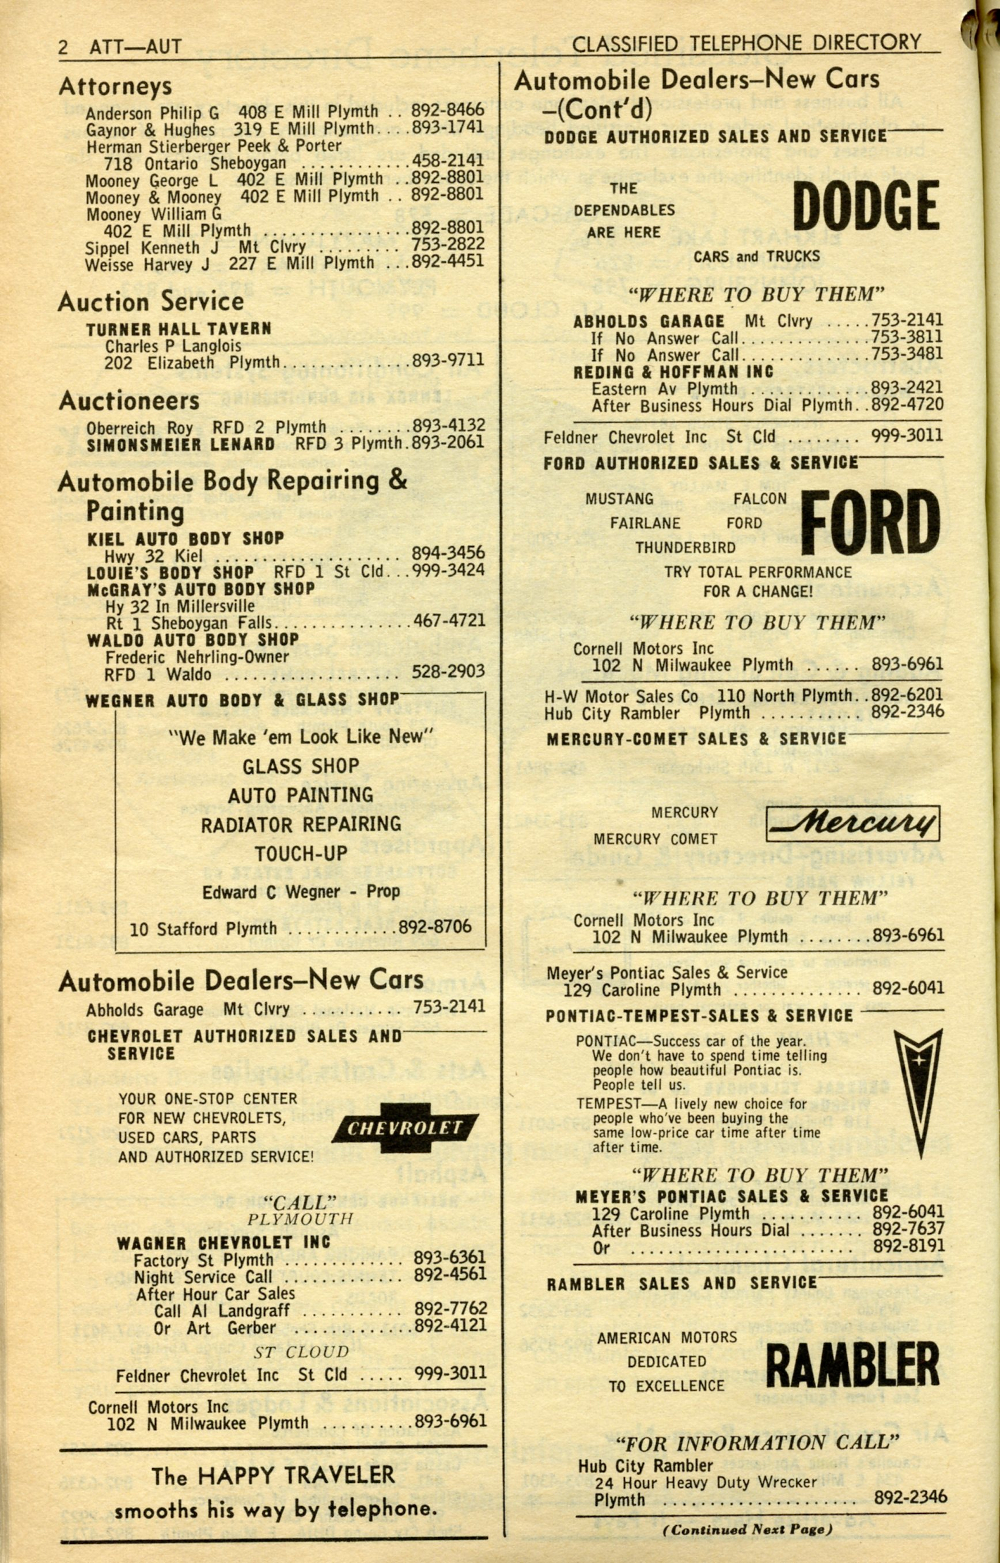 2 ATT—AUT
CLASSIFIED TELEPHONE DIRECTORY
Attorneys
Anderson Philip G 408 E Mill Plymth .. 892-8466
Gaynor & Hughes 319 E Mill Plymth....893-1741
Herman Stierberger Peek & Porter
718 Ontario Sheboygan ............458-2141
Mooney George L 402 E Mill Plymth ..892-8801
Mooney & Mooney 402 E Mill Plymth .. 892-8801
Mooney William G
402 E Mill Plymth ................892-8801
Sippel Kenneth J Mt Clvry ......... 753-2822
Weisse Harvey J 227 E Mill Plymth ...892-4451
Auction Service
TURNER HALL TAVERN
Charles P Langlois
202 Elizabeth Plymth..............893-9711
Auctioneers
Oberreich Roy RFD 2 Plymth ........893-4132
SIMONSMEIER LENARD RFD 3 Plymth.893-2061
Automobile Body Repairing &
Painting
KIEL AUTO BODY SHOP
Hwy 32 Kiel .................... 894-3456
LOUIE'S BODY SHOP RFD 1 St Cld...999-3424
McGRAY'S AUTO BODY SHOP
Hy 32 In Millersville
Rt 1 Sheboygan Falls...............467-4721
WALDO AUTO BODY SHOP
Frederic Nehrling-Owner
RFD 1 Waldo ................... 528-2903
WEGNER AUTO BODY & GLASS SHOP
"We Make 'em Look Like New"
GLASS SHOP
AUTO PAINTING
RADIATOR REPAIRING
TOUCH-UP
Edward C Wegner - Prop
10 Stafford Plymth ............892-8706
Automobile Dealers—New Cars
Abholds Garage Mt Clvry ........... 753-2141
CHEVROLET AUTHORIZED SALES AND
SERVICE
YOUR ONE-STOP CENTER
FOR NEW CHEVROLETS,
USED CARS, PARTS
AND AUTHORIZED SERVICE!
CHEVROLET
"CALL"
PLYMOUTH
WAGNER CHEVROLET INC
Factory St Plymth ............. 893-6361
Night Service Call .............. 892-4561
After Hour Car Sales
Call Al Landgraff ........... 892-7762
Or Art Gerber .............892-4121
ST CLOUD
Feldner Chevrolet Inc St Cld ..... 999-3011
Cornell Motors Inc
102 N Milwaukee Plymth ..........893-6961
The HAPPY TRAVELER
smooths his way by telephone.
Automobile Dealers—New Cars
—(Cont'd)
DODGE AUTHORIZED SALES AND SERVICE
THE
DEPENDABLES
ARE HERE
DODGE
CARS and TRUCKS
"WHERE TO BUY THEM"
ABHOLDS GARAGE Mt Clvry .....753-2141
If No Answer Call..............753-3811
If No Answer Call..............753-3481
REDING & HOFFMAN INC
Eastern Av Plymth ..............893-2421
After Business Hours Dial Plymth..892-4720
Feldner Chevrolet Inc St Cld ........ 999-3011
FORD AUTHORIZED SALES & SERVICE
MUSTANG FALCON
FAIRLANE FORD
THUNDERBIRD
FORD
TRY TOTAL PERFORMANCE
FOR A CHANGE!
"WHERE TO BUY THEM"
Cornell Motors Inc
102 N Milwaukee Plymth ...... 893-6961
H-W Motor Sales Co 110 North Plymth..892-6201
Hub City Rambler Plymth ........... 892-2346
MERCURY-COMET SALES & SERVICE
MERCURY
MERCURY COMET
Mercury
"WHERE TO BUY THEM"
Cornell Motors Inc
102 N Milwaukee Plymth .........893-6961
Meyer's Pontiac Sales & Service
129 Caroline Plymth .............. 892-6041
PONTIAC-TEMPEST-SALES & SERVICE
PONTIAC—Success car of the year.
We don't have to spend time telling
people how beautiful Pontiac is.
People tell us.
TEMPEST—A lively new choice for
people who've been buying the
same low-price car time after time
after time.
"WHERE TO BUY THEM"
MEYER'S PONTIAC SALES & SERVICE
129 Caroline Plymth ........... 892-6041
After Business Hours Dial ....... 892-7637
Or ........................ 892-8191
RAMBLER SALES AND SERVICE
AMERICAN MOTORS
DEDICATED
TO EXCELLENCE
RAMBLER
"FOR INFORMATION CALL"
Hub City Rambler
24 Hour Heavy Duty Wrecker
Plymth ..................... 892-2346
(Continued Next Page)